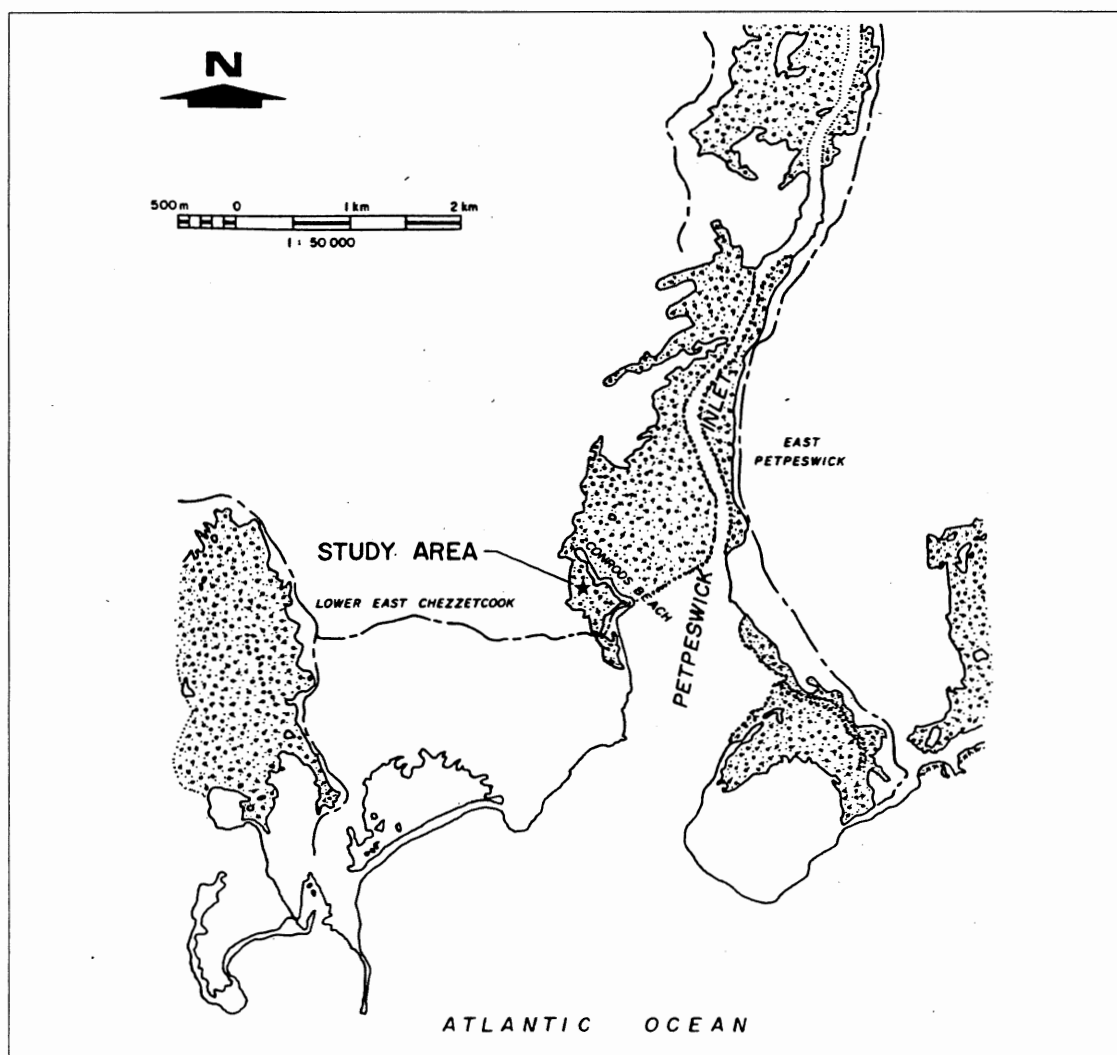 N
500 m 0 1 km 2 km
1 : 50 000
INLET
EAST
PETPESWICK
STUDY AREA
CONRODS BEACH
LOWER EAST CHEZZETCOOK
PETPESWICK
ATLANTIC OCEAN